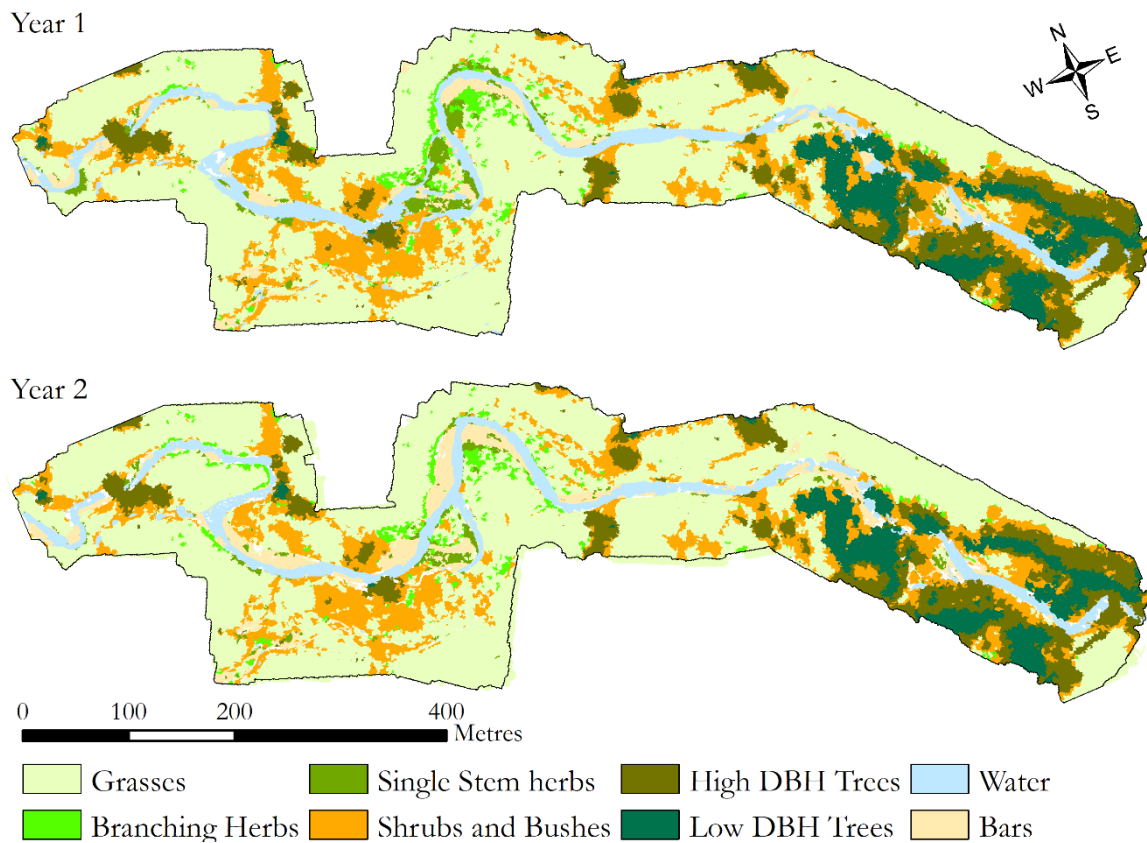 Year 1
N
E
W
S
Year 2
0 100 200 400
Metres
Grasses Single Stem herbs High DBH Trees Water
Branching Herbs Shrubs and Bushes Low DBH Trees Bars